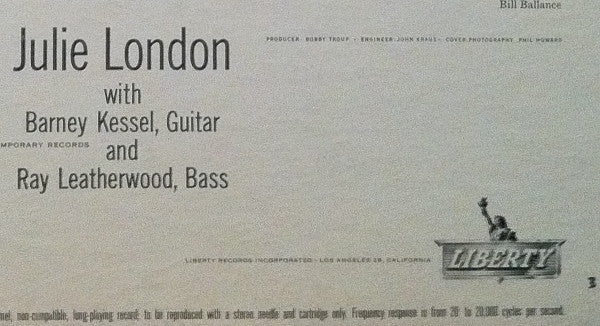 Bill Ballance
Julie London
PRODUCER: BOBBY TROUP · ENGINEER: JOHN KRAUS · COVER PHOTOGRAPHY: PHIL HOWARD
with
Barney Kessel, Guitar
MPORARY RECORDS
and
Ray Leatherwood, Bass
LIBERTY RECORDS INCORPORATED · LOS ANGELES 28, CALIFORNIA
LIBERTY
nel, non-compatible, long-playing record; to be reproduced with a stereo needle and cartridge only. Frequency response is from 20 to 20,000 cycles per second.